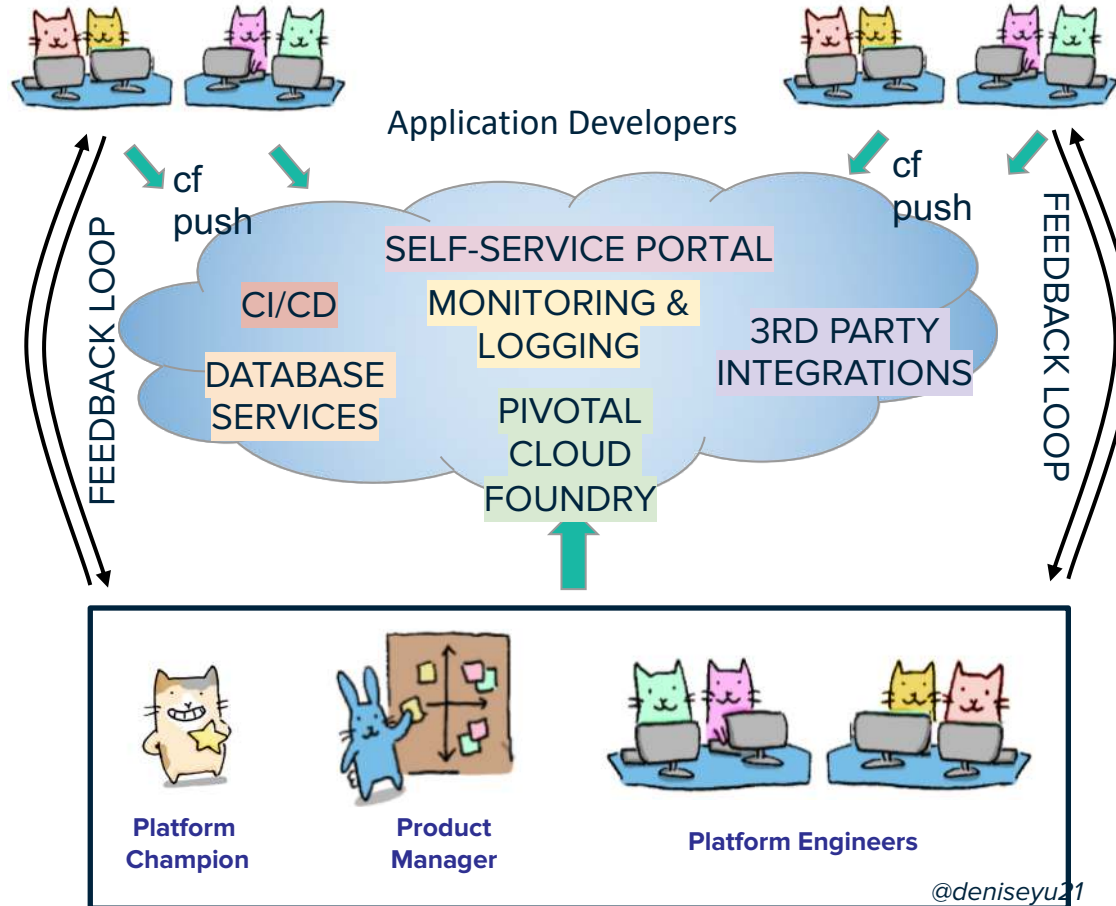 Application Developers
cf
push
cf
push
FEEDBACK LOOP
FEEDBACK LOOP
SELF-SERVICE PORTAL
CI/CD
MONITORING &
LOGGING
3RD PARTY
INTEGRATIONS
DATABASE
SERVICES
PIVOTAL
CLOUD
FOUNDRY
Platform
Champion
Product
Manager
Platform Engineers
@deniseyu21